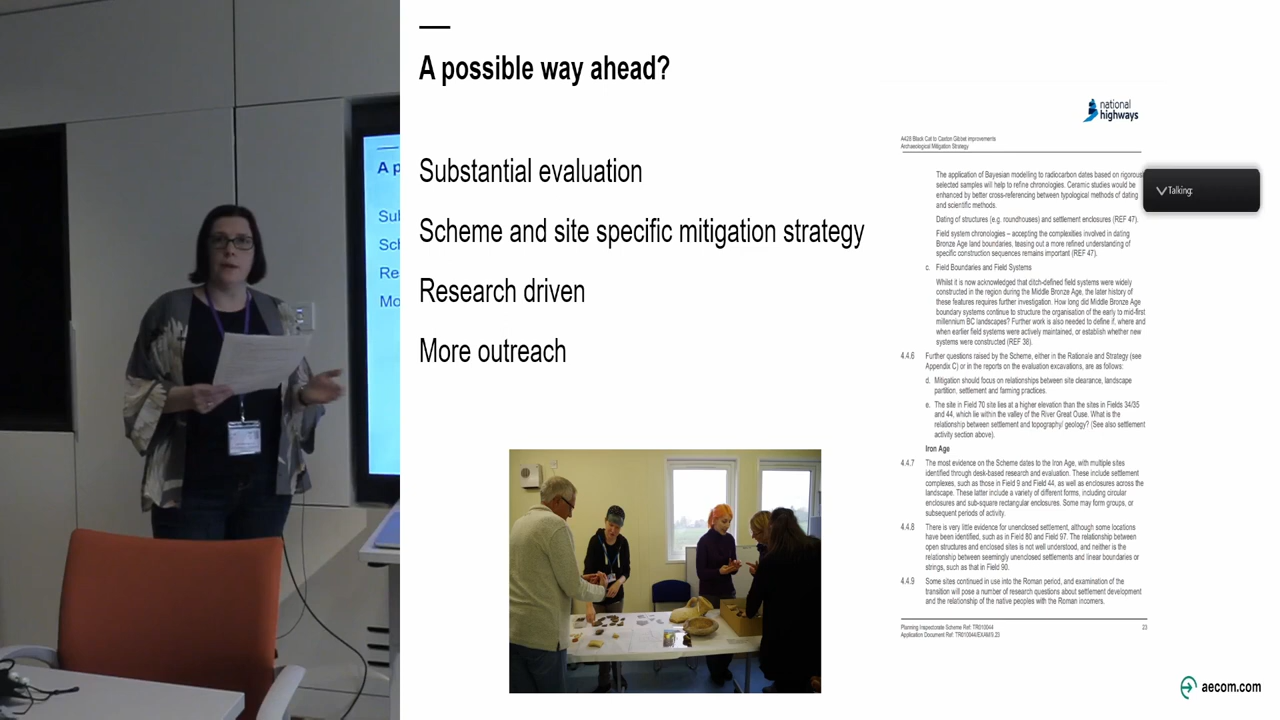 A possible way ahead?
Substantial evaluation
Scheme and site specific mitigation strategy
Research driven
More outreach
A p
Sub
Sch
Re
Mo
national
highways
A428 Black Cat to Caxton Gibbet improvements
Archaeological Mitigation Strategy
The application of Bayesian modelling to radiocarbon dates based on rigorous
selected samples will help to refine chronologies. Ceramic studies would be
enhanced by better cross-referencing between typological methods of dating
and scientific methods.
Dating of structures (e.g. roundhouses) and settlement enclosures (REF 47).
Field system chronologies – accepting the complexities involved in dating
Bronze Age land boundaries, teasing out a more refined understanding of
specific construction sequences remains important (REF 47).
c. Field Boundaries and Field Systems
Whilst it is now acknowledged that ditch-defined field systems were widely
constructed in the region during the Middle Bronze Age, the later history of
these features requires further investigation. How long did Middle Bronze Age
boundary systems continue to structure the organisation of the early to mid-first
millennium BC landscapes? Further work is also needed to define if, where and
when earlier field systems were actively maintained, or establish whether new
systems were constructed (REF 38).
4.4.6 Further questions raised by the Scheme, either in the Rationale and Strategy (see
Appendix C) or in the reports on the evaluation excavations, are as follows:
d. Mitigation should focus on relationships between site clearance, landscape
partition, settlement and farming practices.
e. The site in Field 70 site lies at a higher elevation than the sites in Fields 34/35
and 44, which lie within the valley of the River Great Ouse. What is the
relationship between settlement and topography/ geology? (See also settlement
activity section above).
Iron Age
4.4.7 The most evidence on the Scheme dates to the Iron Age, with multiple sites
identified through desk-based research and evaluation. These include settlement
complexes, such as those in Field 9 and Field 44, as well as enclosures across the
landscape. These latter include a variety of different forms, including circular
enclosures and sub-square rectangular enclosures. Some may form groups, or
subsequent periods of activity.
4.4.8 There is very little evidence for unenclosed settlement, although some locations
have been identified, such as in Field 80 and Field 97. The relationship between
open structures and enclosed sites is not well understood, and neither is the
relationship between seemingly unenclosed settlements and linear boundaries or
strings, such as that in Field 90.
4.4.9 Some sites continued in use into the Roman period, and examination of the
transition will pose a number of research questions about settlement development
and the relationship of the native peoples with the Roman incomers.
Planning Inspectorate Scheme Ref: TR010044
Application Document Ref: TR010044/EXAM/9.23
23
Talking:
aecom.com